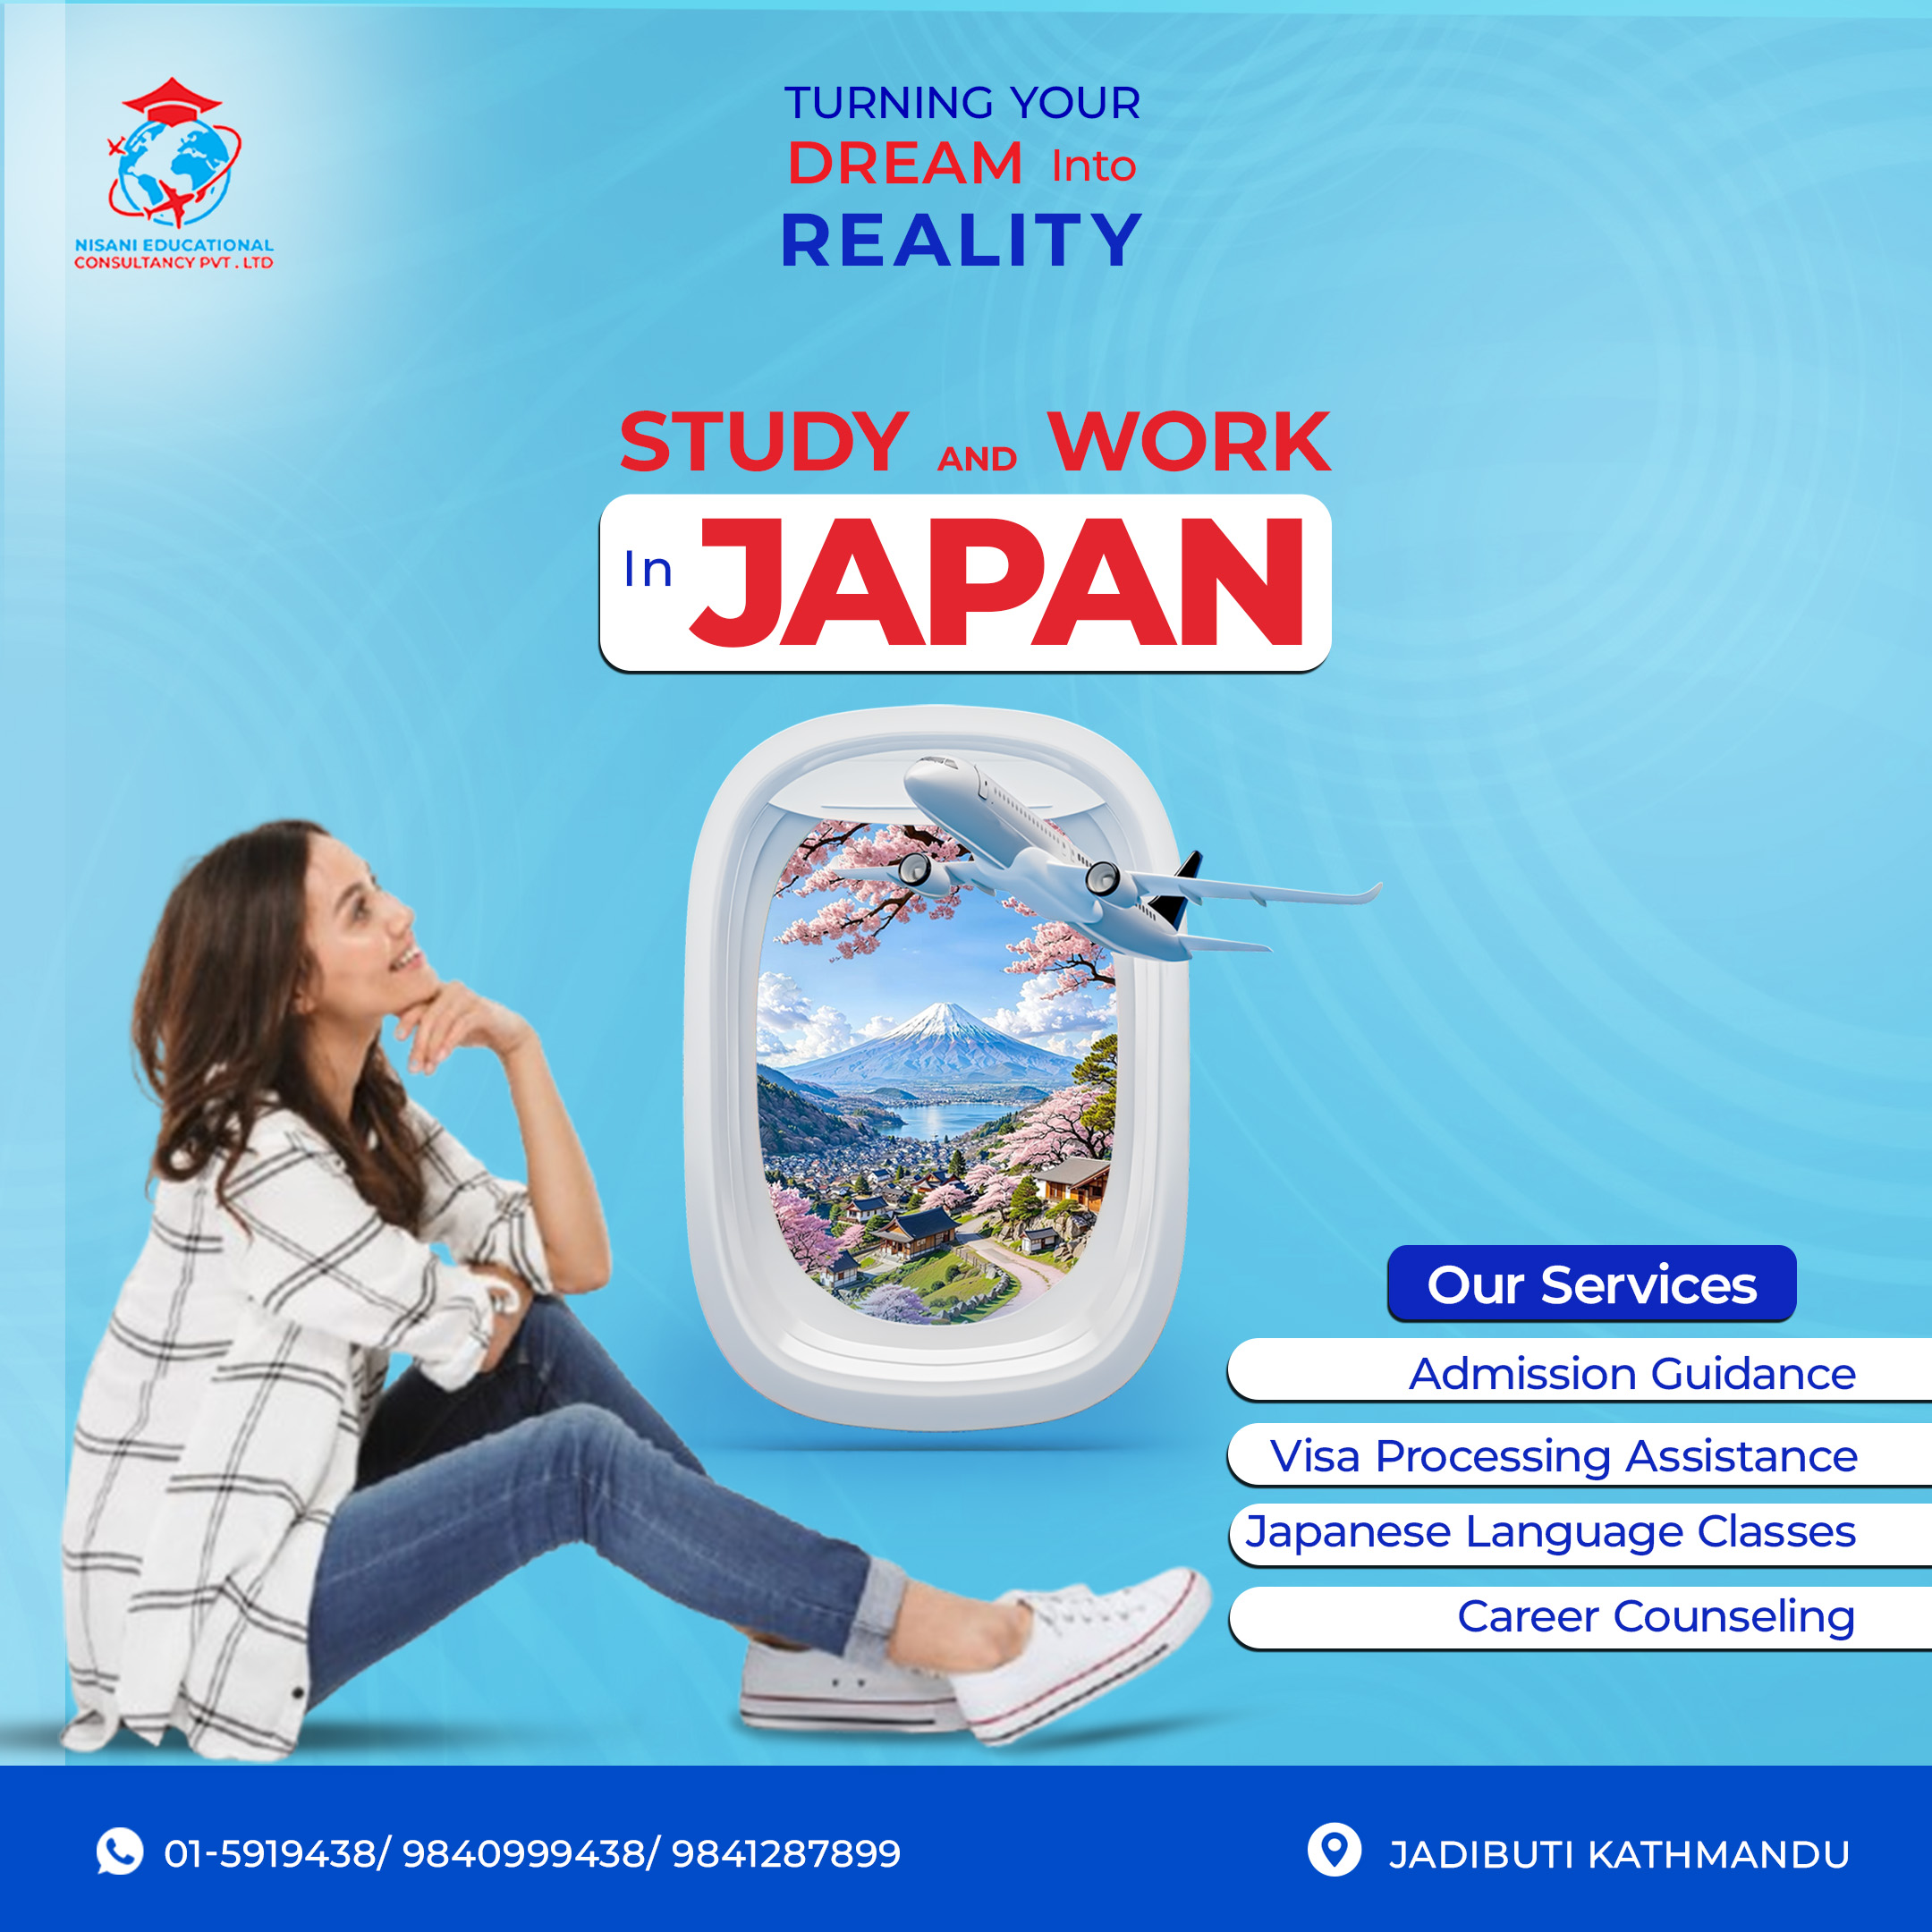 NISANI EDUCATIONAL
CONSULTANCY PVT . LTD
TURNING YOUR
DREAM Into
REALITY
STUDY AND WORK
In JAPAN
Our Services
Admission Guidance
Visa Processing Assistance
Japanese Language Classes
Career Counseling
01-5919438/ 9840999438/ 9841287899
JADIBUTI KATHMANDU